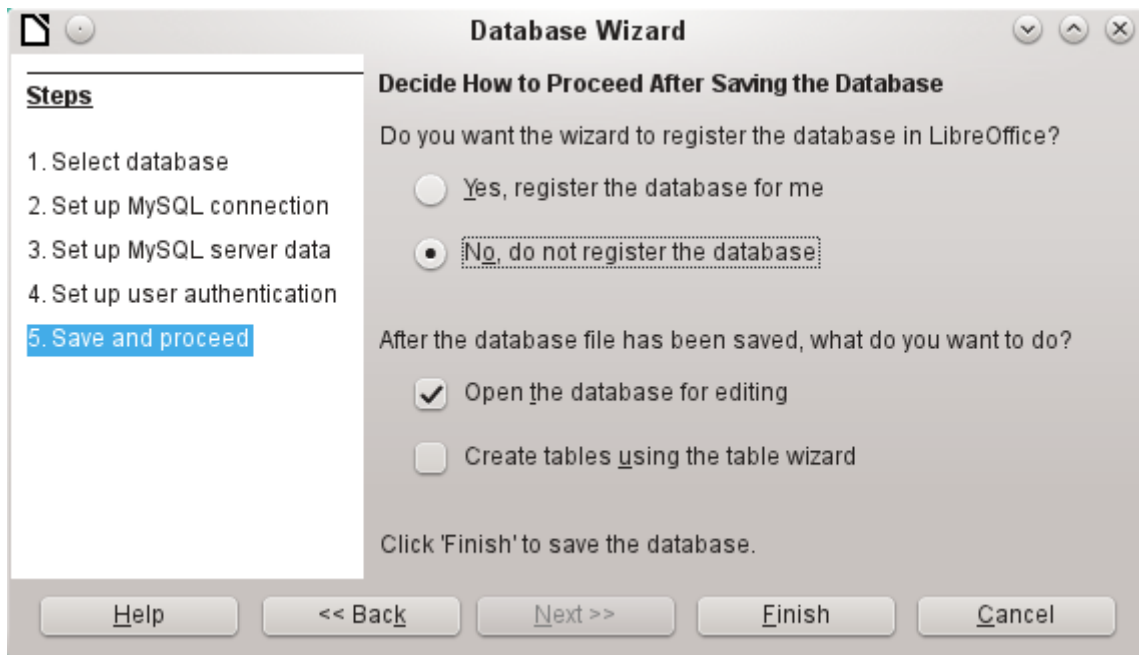 Database Wizard
Steps
1. Select database
2. Set up MySQL connection
3. Set up MySQL server data
4. Set up user authentication
5. Save and proceed
Decide How to Proceed After Saving the Database
Do you want the wizard to register the database in LibreOffice?
Yes, register the database for me
No, do not register the database
After the database file has been saved, what do you want to do?
Open the database for editing
Create tables using the table wizard
Click 'Finish' to save the database.
Help
<< Back
Next >>
Finish
Cancel